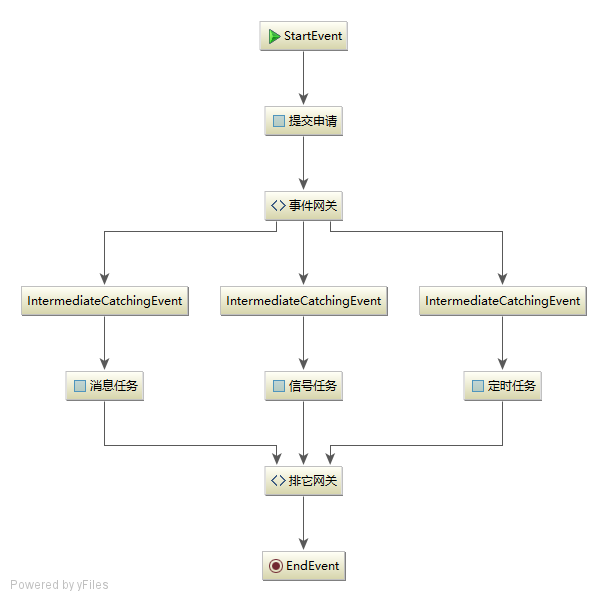 StartEvent
提交申请
事件网关
IntermediateCatchingEvent
IntermediateCatchingEvent
IntermediateCatchingEvent
消息任务
信号任务
定时任务
排它网关
EndEvent
Powered by yFiles